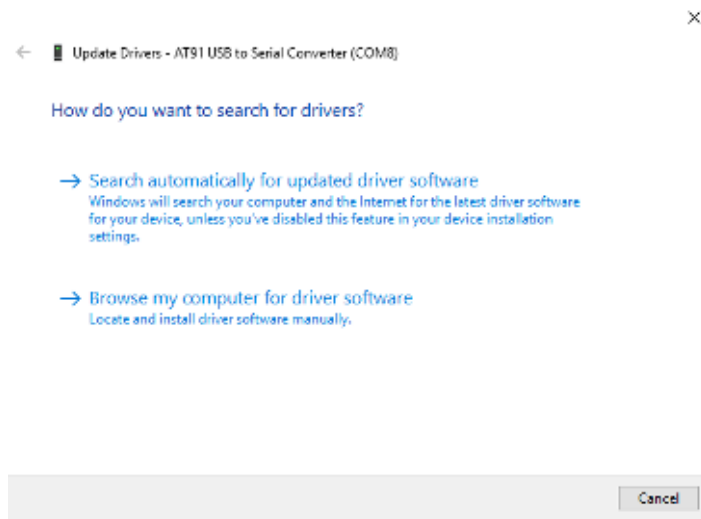 Update Drivers - AT91 USB to Serial Converter (COM8)
How do you want to search for drivers?
Search automatically for updated driver software
Windows will search your computer and the Internet for the latest driver software
for your device, unless you've disabled this feature in your device installation
settings.
Browse my computer for driver software
Locate and install driver software manually.
Cancel